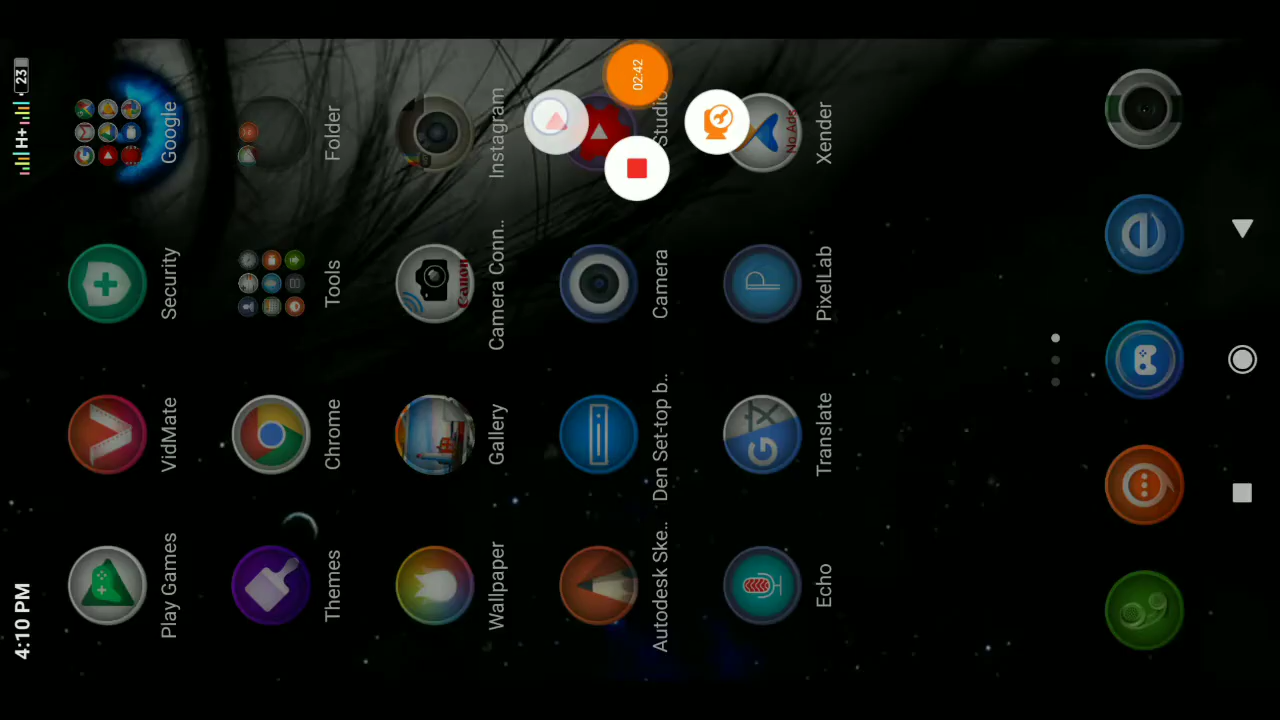 4:10 PM
H+ 23
Play Games
VidMate
Security
Google
Themes
Chrome
Tools
Folder
Wallpaper
Gallery
Camera Conn..
Canon
Instagram
Autodesk Ske..
Den Set-top b..
Camera
Studio
02:42
Echo
Translate
PixelLab
Xender
No Ads